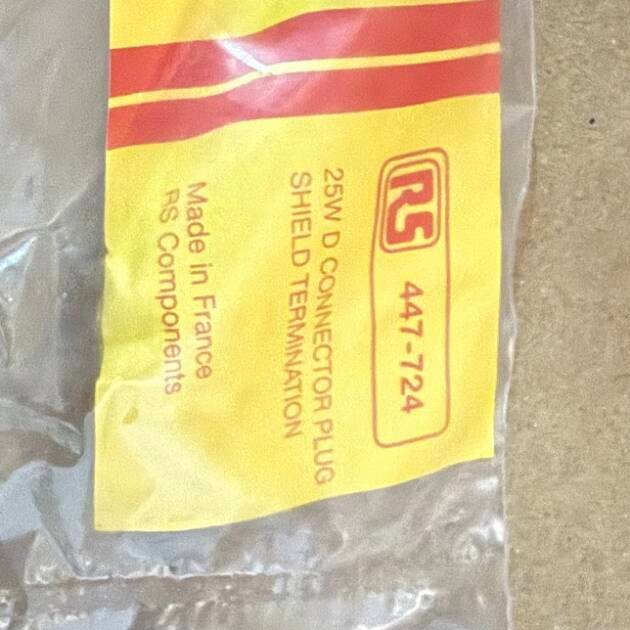 RS 447-724
25W D CONNECTOR PLUG
SHIELD TERMINATION
Made in France
RS Components